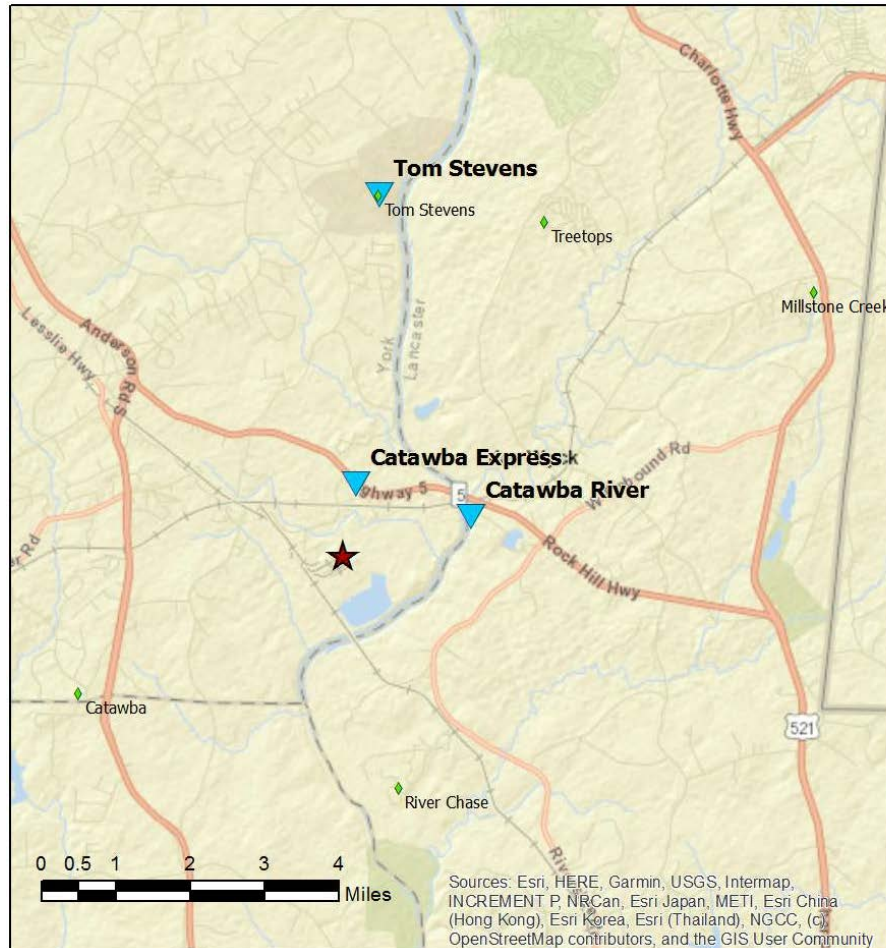 Charlotte Hwy
Tom Stevens
Tom Stevens
Treetops
Millstone Creek
York
Lancaster
Lesslie Hwy
Anderson Rd S
Catawba Express
Highway 5
5
Catawba River
Rd
Rock Hill Hwy
er Rd
521
Catawba
River Chase
0 0.5 1 2 3 4
Miles
Sources: Esri, HERE, Garmin, USGS, Intermap,
INCREMENT P, NRCan, Esri Japan, METI, Esri China
(Hong Kong), Esri Korea, Esri (Thailand), NGCC, (c)
OpenStreetMap contributors, and the GIS User Community